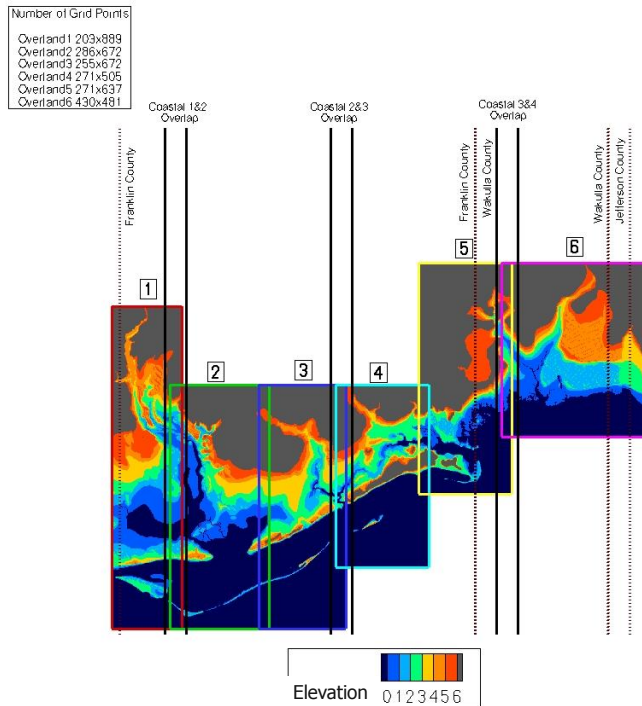 Number of Grid Points
Overland1 203x889
Overland2 286x672
Overland3 255x672
Overland4 271x505
Overland5 271x637
Overland6 430x481
Coastal 1&2
Overlap
Coastal 2&3
Overlap
Coastal 3&4
Overlap
Franklin County
Franklin County
Wakulla County
Wakulla County
Jefferson County
1
2
3
4
5
6
Elevation
0123456